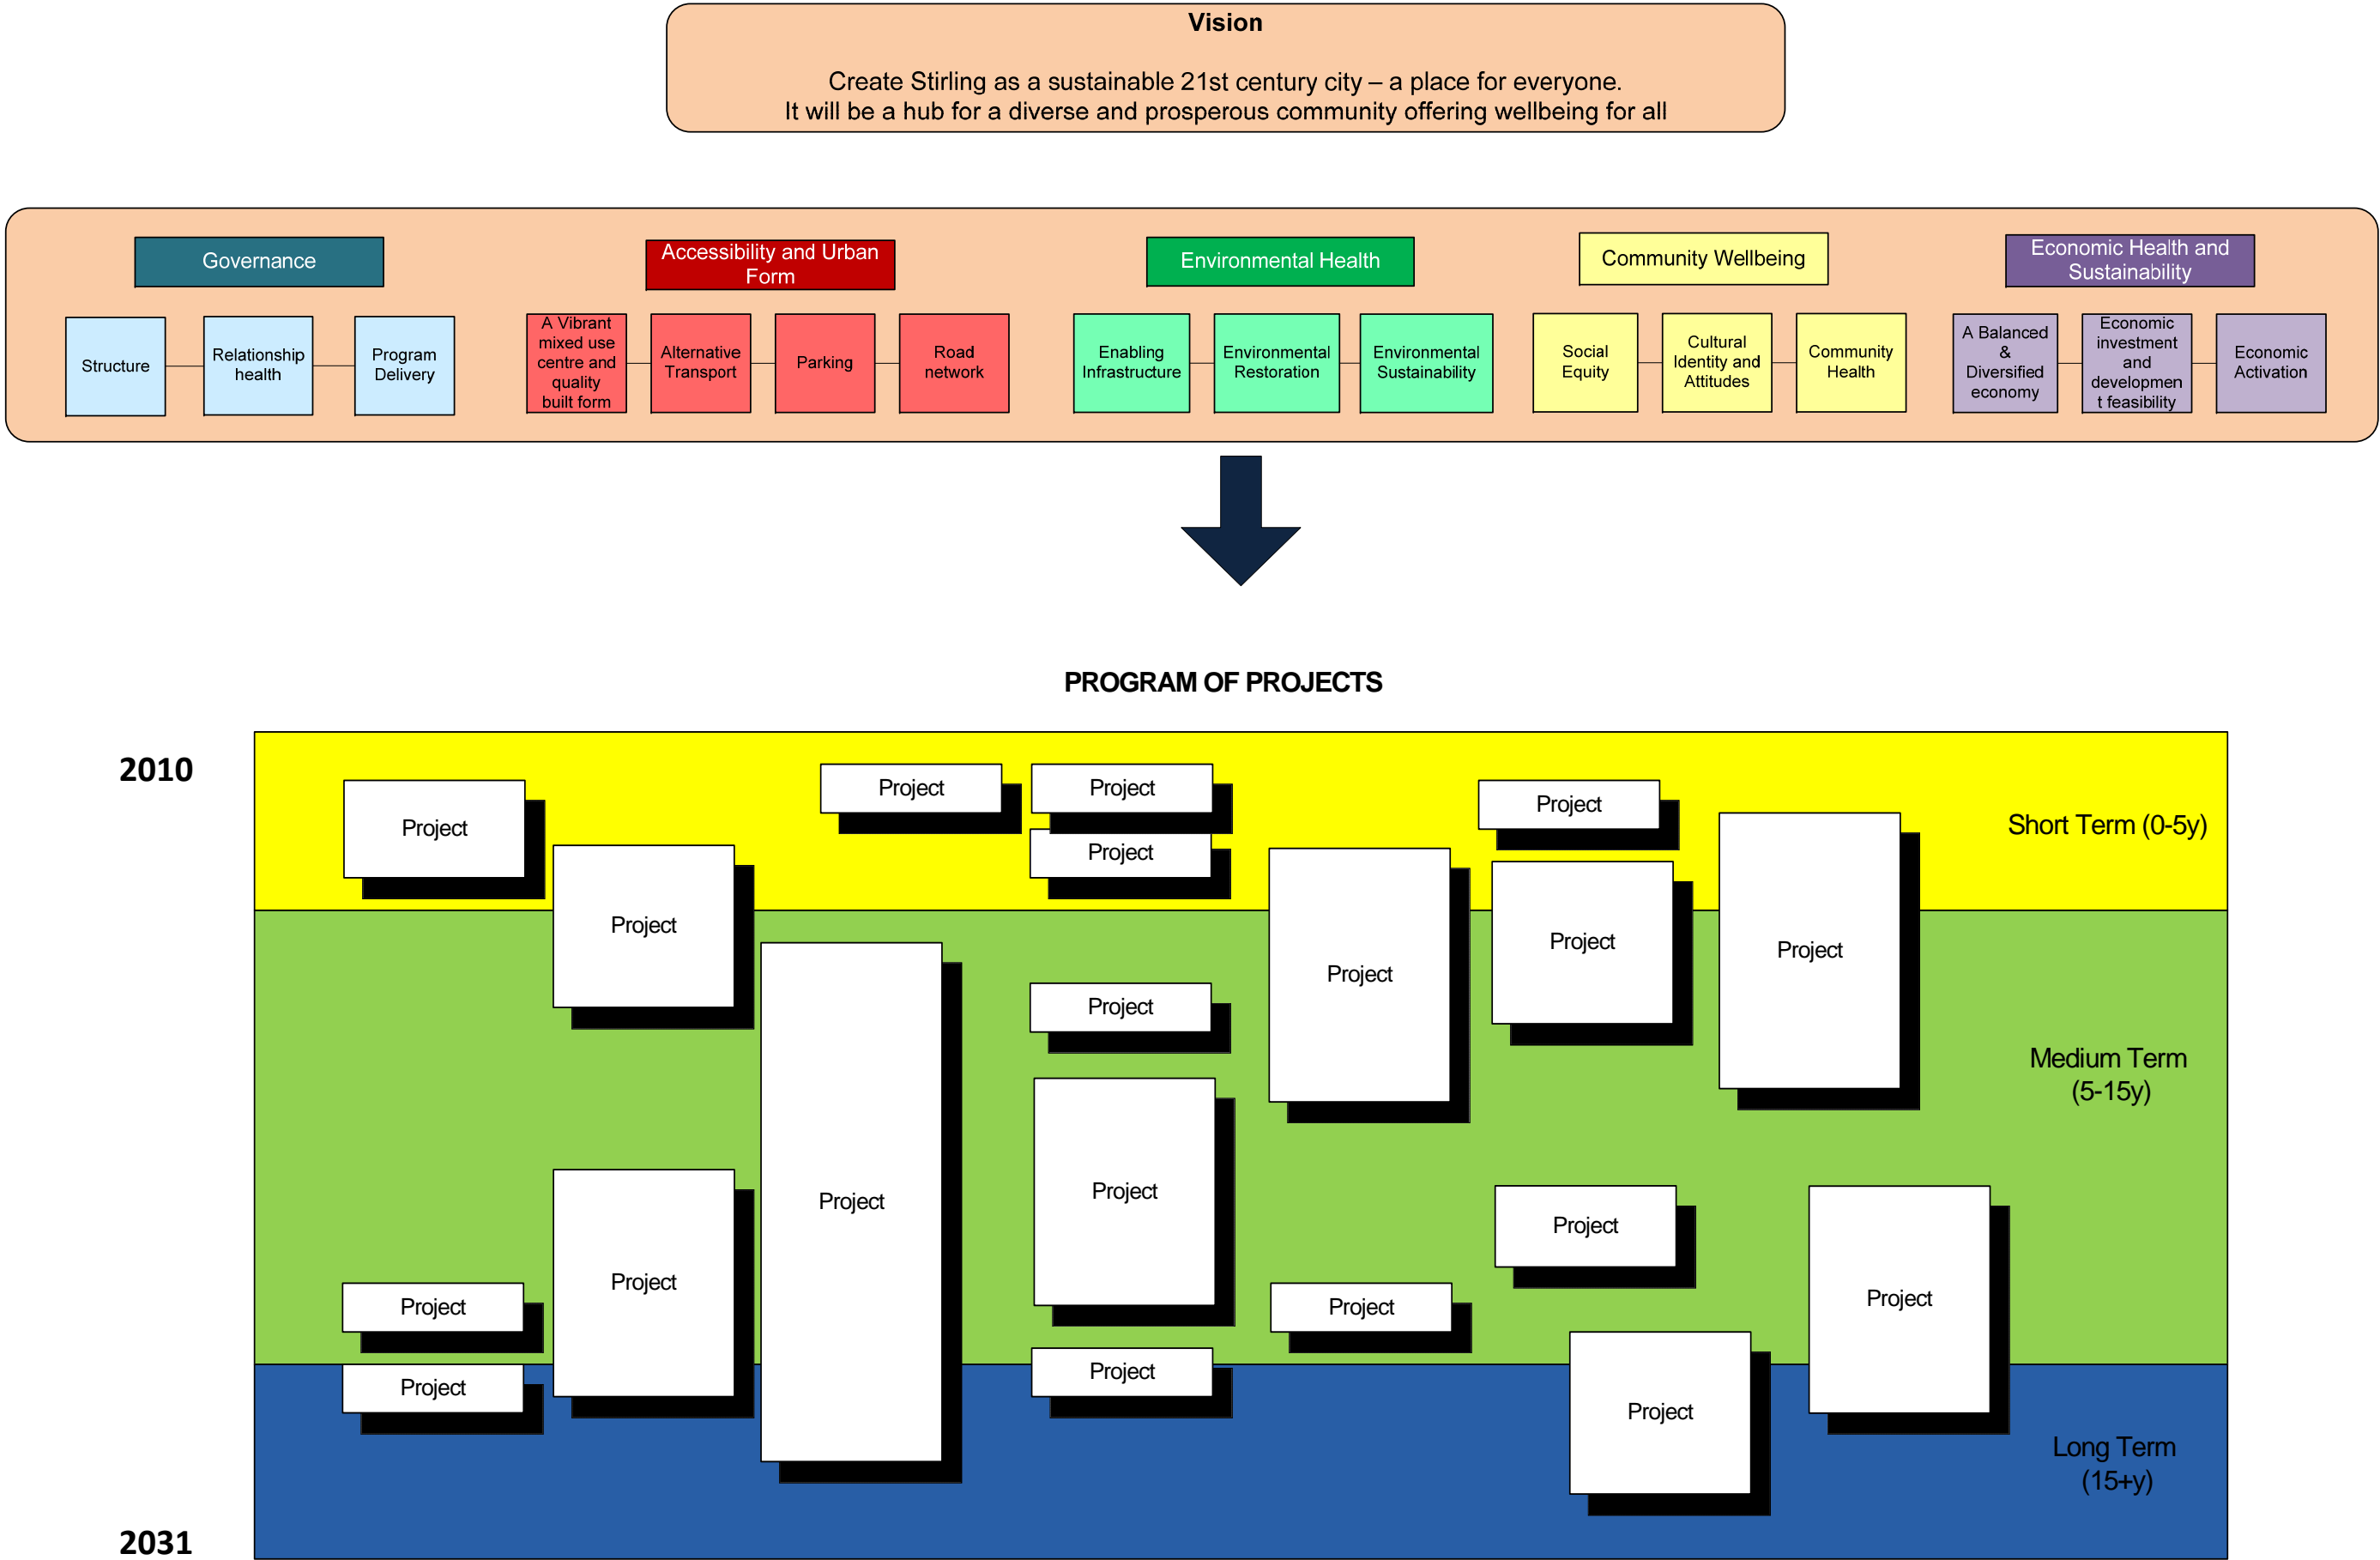 Vision
Create Stirling as a sustainable 21st century city – a place for everyone.
It will be a hub for a diverse and prosperous community offering wellbeing for all
Governance
Structure
Relationship
health
Program
Delivery
Accessibility and Urban
Form
A Vibrant
mixed use
centre and
quality
built form
Alternative
Transport
Parking
Road
network
Environmental Health
Enabling
Infrastructure
Environmental
Restoration
Environmental
Sustainability
Community Wellbeing
Social
Equity
Cultural
Identity and
Attitudes
Community
Health
Economic Health and
Sustainability
A Balanced
&
Diversified
economy
Economic
investment
and
developmen
t feasibility
Economic
Activation
PROGRAM OF PROJECTS
2010
Project
Project
Project
Project
Project
Short Term (0-5y)
Project
Project
Project
Project
Project
Project
Project
Medium Term
(5-15y)
Project
Project
Project
Project
Project
Project
Project
Project
Project
Project
Long Term
(15+y)
2031